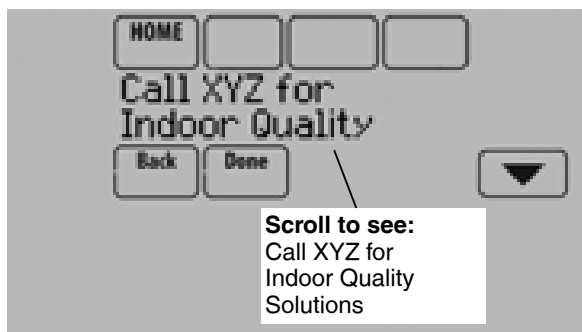 HOME
Call XYZ for
Indoor Quality
Back Done
Scroll to see:
Call XYZ for
Indoor Quality
Solutions